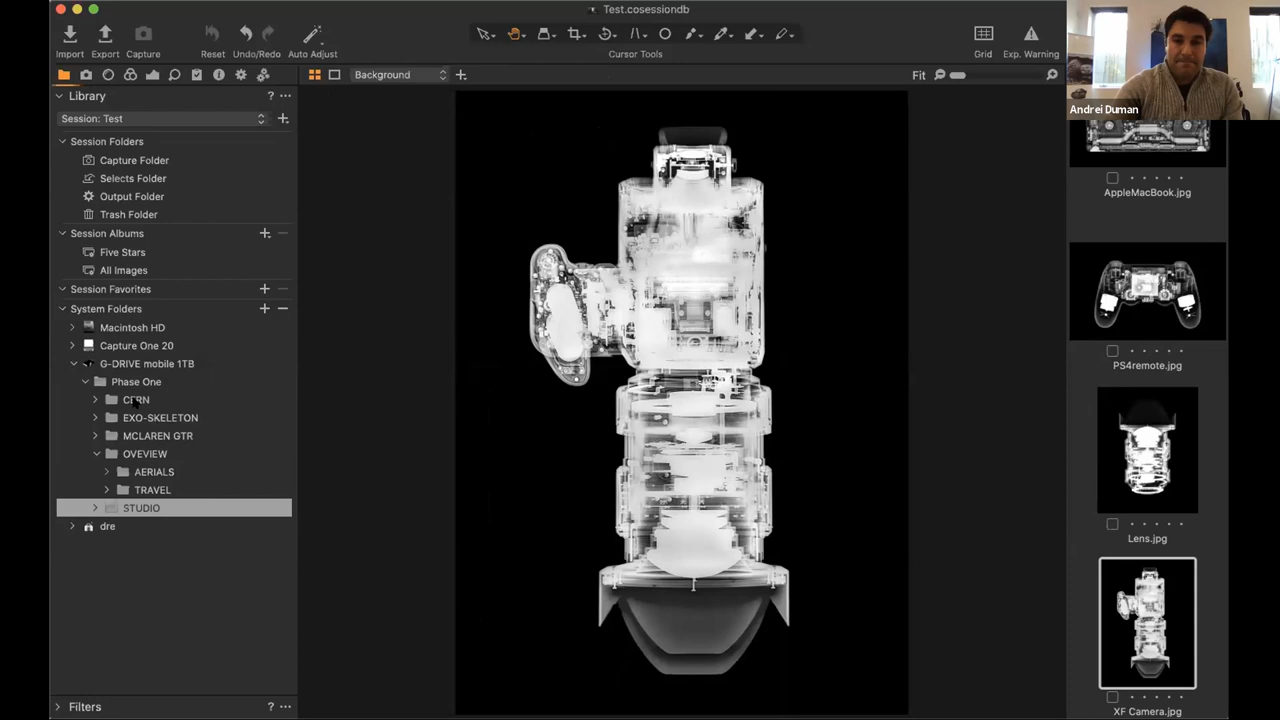 Test.cosessiondb
Import
Export
Capture
Reset
Undo/Redo
Auto Adjust
Cursor Tools
Grid
Exp. Warning
Background
Fit
Library
Session: Test
Session Folders
Capture Folder
Selects Folder
Output Folder
Trash Folder
Session Albums
Five Stars
All Images
Session Favorites
System Folders
Macintosh HD
Capture One 20
G-DRIVE mobile 1TB
Phase One
CERN
EXO-SKELETON
MCLAREN GTR
OVEVIEW
AERIALS
TRAVEL
STUDIO
dre
Filters
Andrei Duman
AppleMacBook.jpg
PS4remote.jpg
Lens.jpg
XF Camera.jpg